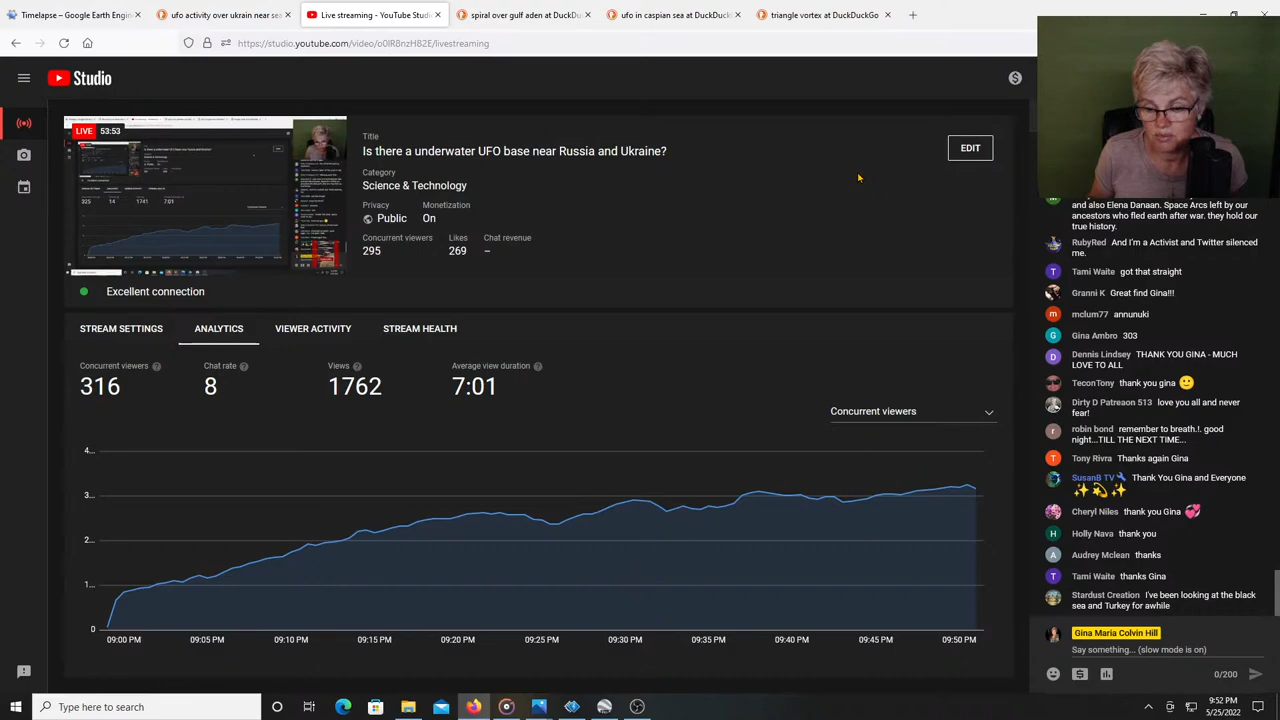 Timelapse – Google Earth Engine
ufo activity over ukrain near sea
Live streaming - YouTube Studio
spiral over gulf aden at DuckDu
ufo in caspian sea at DuckDuck
triangle vortex at DuckDuckGo
https://studio.youtube.com/video/o0lR8nzH82E/livestreaming
Studio
LIVE 53:53
Title
Is there a underwater UFO base near Russia and Ukraine?
EDIT
Category
Science & Technology
Privacy
Monetization
Public
On
Concurrent viewers
Likes
Chat revenue
295
169
–
Excellent connection
STREAM SETTINGS
ANALYTICS
VIEWER ACTIVITY
STREAM HEALTH
Concurrent viewers
Chat rate
Views
Average view duration
316
8
1762
7:01
Concurrent viewers
4...
3...
2...
1...
0
09:00 PM
09:05 PM
09:10 PM
09:15 PM
09:25 PM
09:30 PM
09:35 PM
09:40 PM
09:45 PM
09:50 PM
and also Elena Danaan. Space Arcs left by our
ancestors who fled earth after war. they hold our
true history.
RubyRed And I'm a Activist and Twitter silenced
me.
Tami Waite got that straight
Granni K Great find Gina!!!
mclum77 annunuki
Gina Ambro 303
Dennis Lindsey THANK YOU GINA - MUCH
LOVE TO ALL
TeconTony thank you gina
Dirty D Patreaon 513 love you all and never
fear!
robin bond remember to breath.!. good
night...TILL THE NEXT TIME...
Tony Rivra Thanks again Gina
SusanB TV Thank You Gina and Everyone
Cheryl Niles thank you Gina
Holly Nava thank you
Audrey Mclean thanks
Tami Waite thanks Gina
Stardust Creation I've been looking at the black
sea and Turkey for awhile
Gina Maria Colvin Hill
Say something... (slow mode is on)
0/200
Type here to search
9:52 PM
5/25/2022